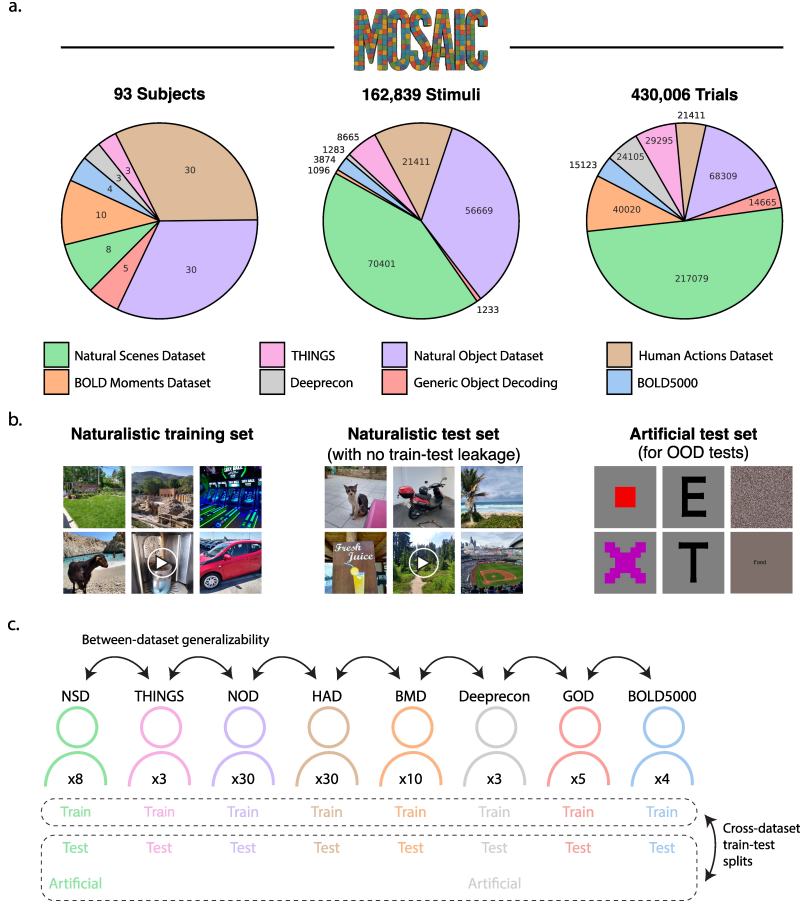 a.
MOSAIC
93 Subjects
162,839 Stimuli
430,006 Trials
30
3
3
4
10
8
5
30
8665
1283
3874
1096
21411
56669
70401
1233
21411
29295
24105
15123
40020
68309
14665
217079
Natural Scenes Dataset
THINGS
Natural Object Dataset
Human Actions Dataset
BOLD Moments Dataset
Deeprecon
Generic Object Decoding
BOLD5000
b.
Naturalistic training set
Naturalistic test set
(with no train-test leakage)
Artificial test set
(for OOD tests)
E
Fresh
Juice
T
c.
Between-dataset generalizability
NSD THINGS NOD HAD BMD Deeprecon GOD BOLD5000
x8 x3 x30 x30 x10 x3 x5 x4
Train Train Train Train Train Train Train Train
Test Test Test Test Test Test Test Test
Artificial Artificial
Cross-dataset
train-test
splits